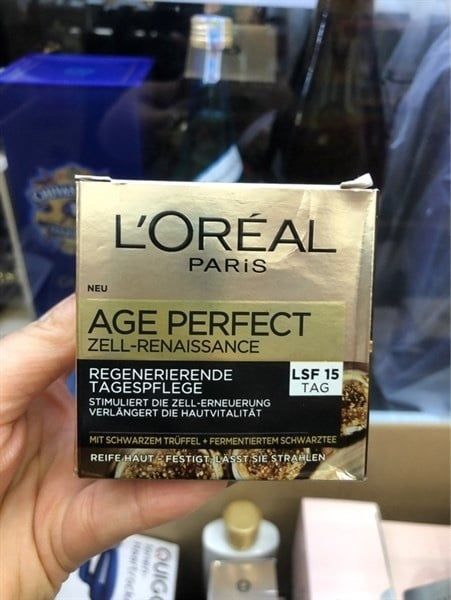 L'ORÉAL
PARIS
NEU
AGE PERFECT
ZELL-RENAISSANCE
REGENERIERENDE
TAGESPFLEGE
LSF 15
TAG
STIMULIERT DIE ZELL-ERNEUERUNG
VERLÄNGERT DIE HAUTVITALITÄT
MIT SCHWARZEM TRÜFFEL + FERMENTIERTEM SCHWARZTEE
REIFE HAUT – FESTIGT, LÄSST SIE STRAHLEN